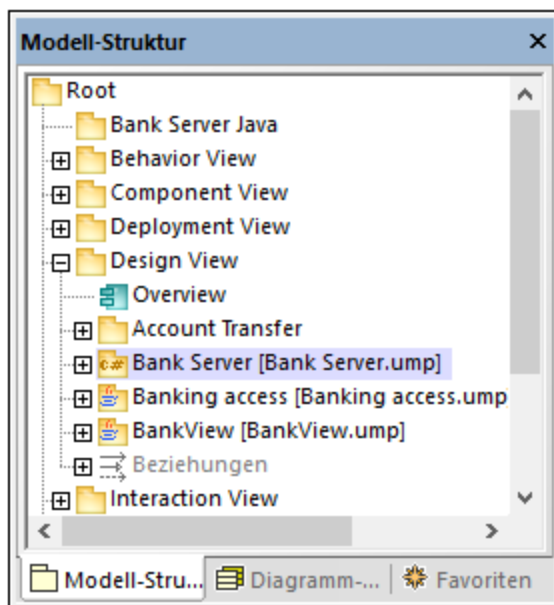 Modell-Struktur
Root
Bank Server Java
Behavior View
Component View
Deployment View
Design View
Overview
Account Transfer
Bank Server [Bank Server.ump]
Banking access [Banking access.ump
BankView [BankView.ump]
Beziehungen
Interaction View
Modell-Stru... Diagramm-... Favoriten